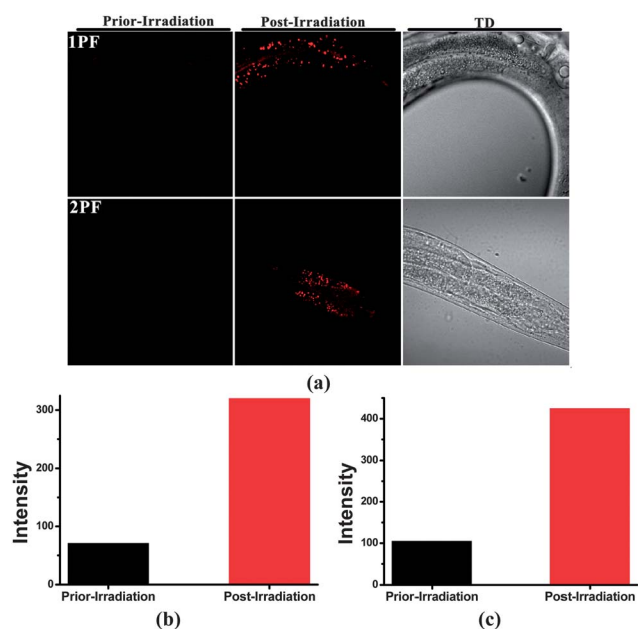 Prior-Irradiation Post-Irradiation TD
1PF
2PF
(a)
300
200
100
0
Intensity
Prior-Irradiation Post-Irradiation
(b)
400
300
200
100
0
Intensity
Prior-Irradiation Post-Irradiation
(c)